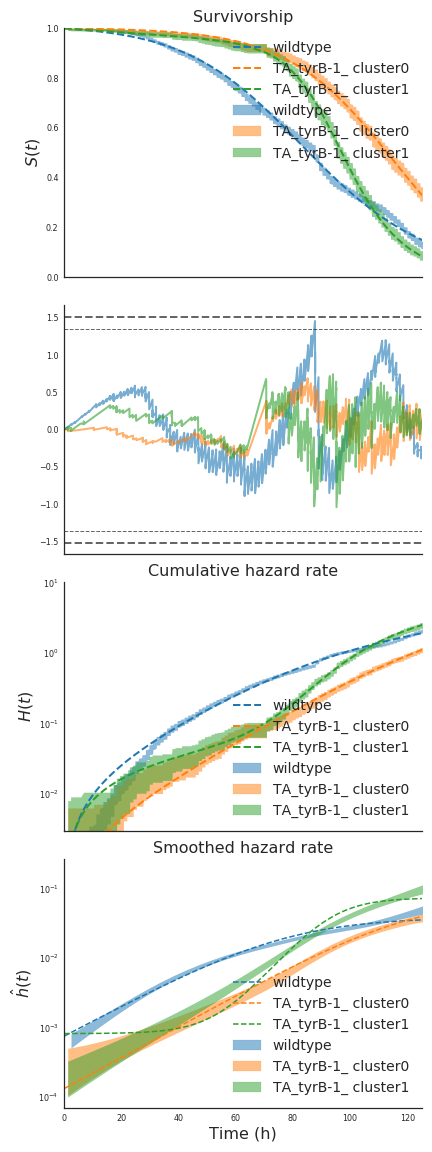 Survivorship
1.0
wildtype
TA_tyrB-1_ cluster0
TA_tyrB-1_ cluster1
wildtype
TA_tyrB-1_ cluster0
TA_tyrB-1_ cluster1
0.8
0.6
0.4
0.2
0.0
S(t)
1.5
1.0
0.5
0.0
−0.5
−1.0
−1.5
Cumulative hazard rate
10¹
10⁰
10⁻¹
10⁻²
H(t)
wildtype
TA_tyrB-1_ cluster0
TA_tyrB-1_ cluster1
wildtype
TA_tyrB-1_ cluster0
TA_tyrB-1_ cluster1
Smoothed hazard rate
10⁻¹
10⁻²
10⁻³
10⁻⁴
ĥ(t)
wildtype
TA_tyrB-1_ cluster0
TA_tyrB-1_ cluster1
wildtype
TA_tyrB-1_ cluster0
TA_tyrB-1_ cluster1
0 20 40 60 80 100 120
Time (h)